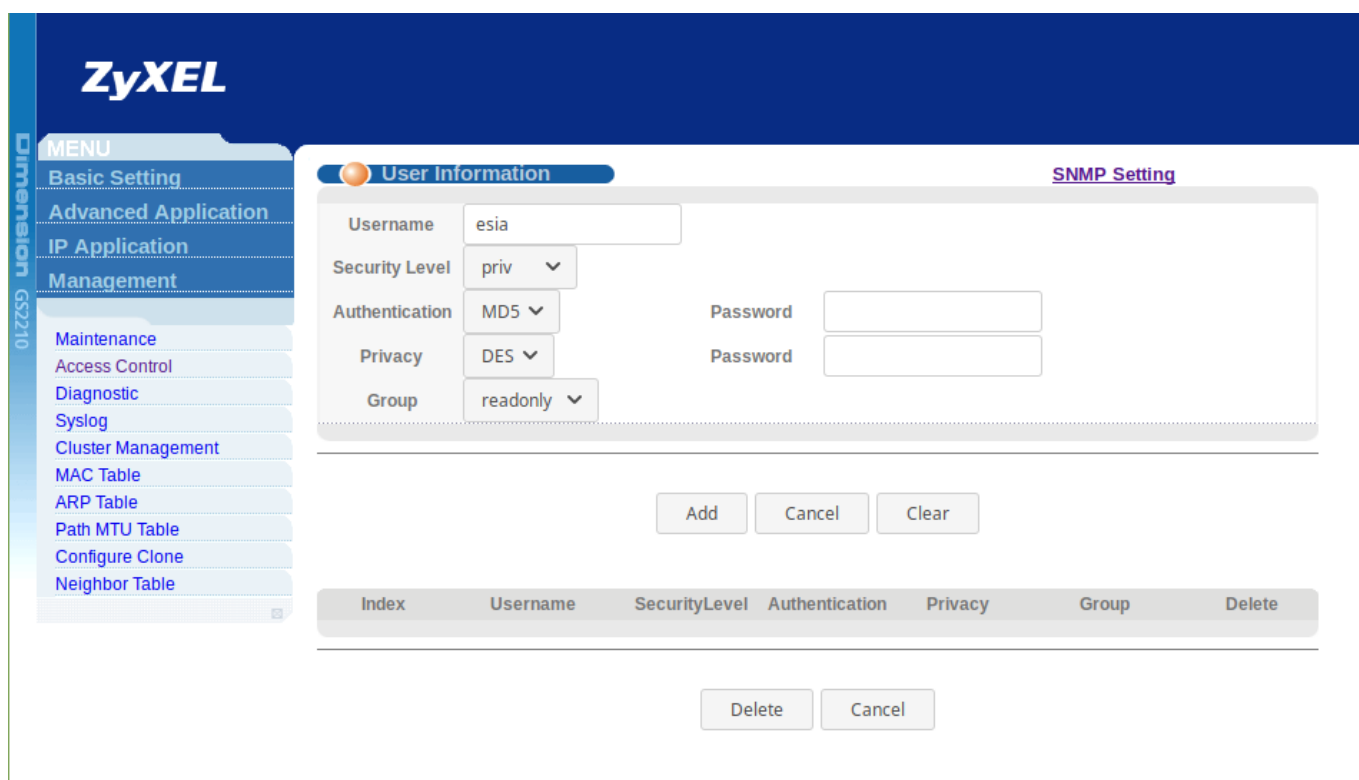 ZyXEL
Dimension GS2210
MENU
Basic Setting
Advanced Application
IP Application
Management
Maintenance
Access Control
Diagnostic
Syslog
Cluster Management
MAC Table
ARP Table
Path MTU Table
Configure Clone
Neighbor Table
User Information SNMP Setting
Username esia
Security Level priv
Authentication MD5 Password
Privacy DES Password
Group readonly
Add Cancel Clear
Index Username SecurityLevel Authentication Privacy Group Delete
Delete Cancel